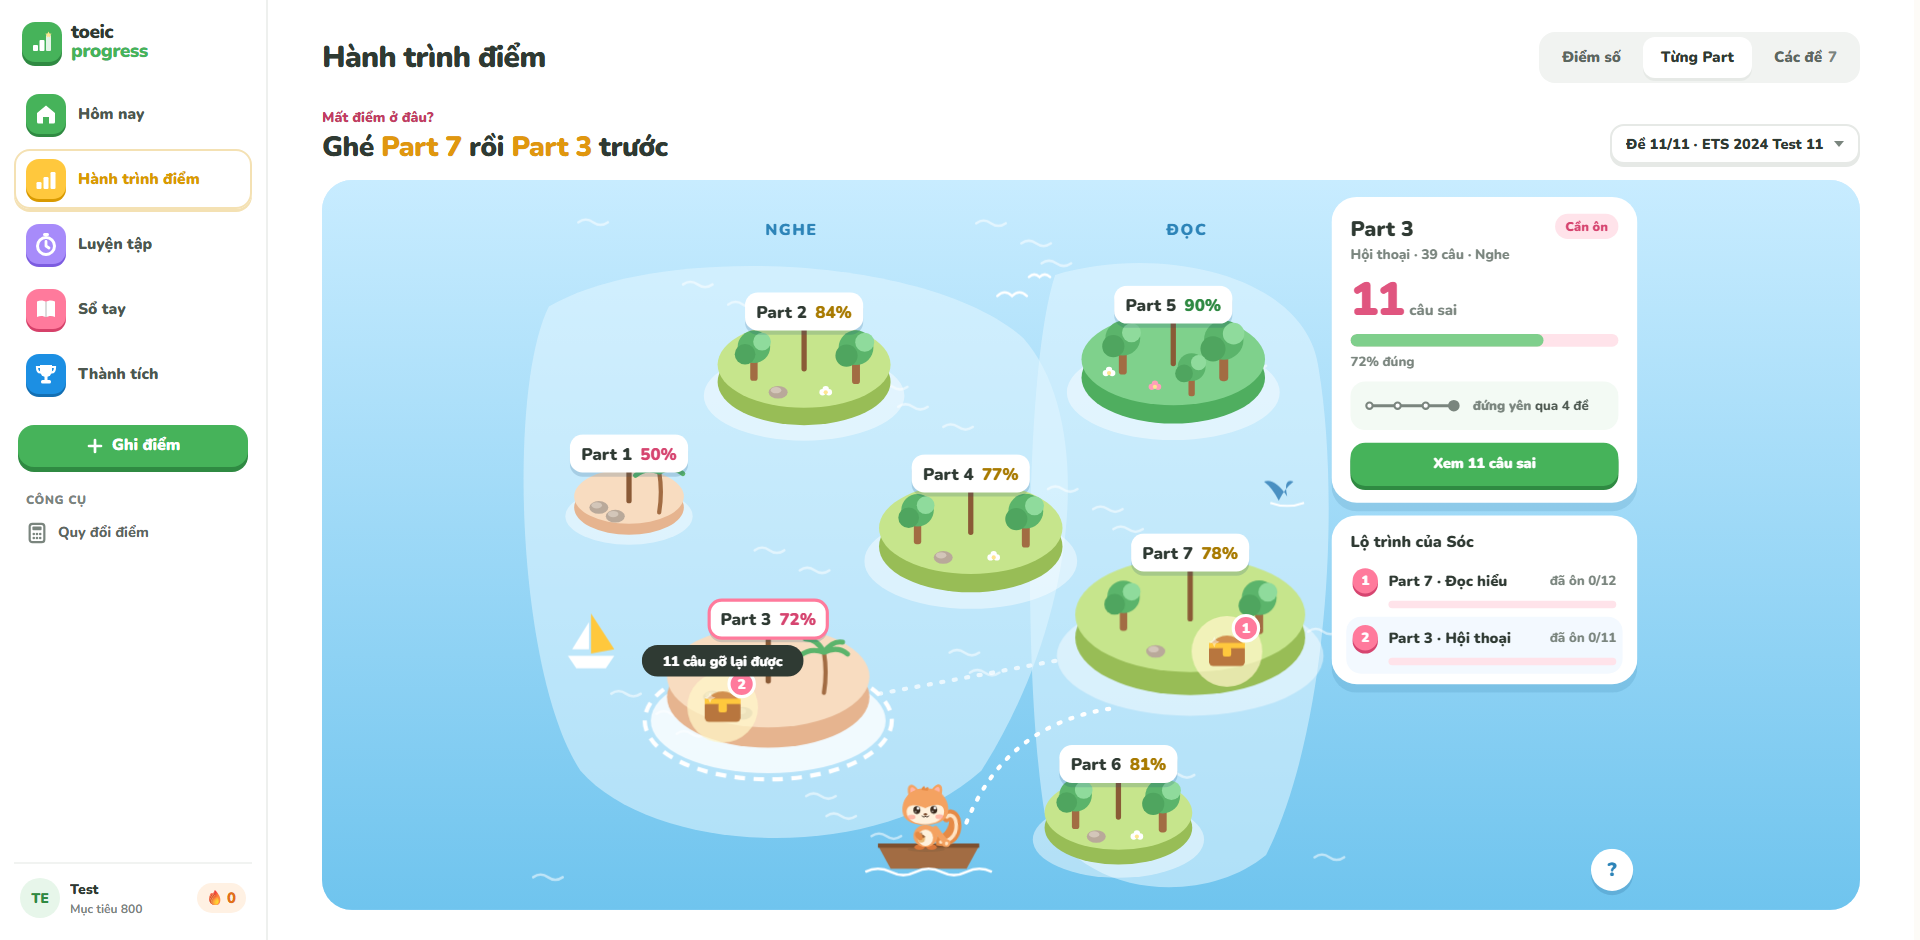 toeic
progress
Hôm nay
Hành trình điểm
Luyện tập
Sổ tay
Thành tích
Ghi điểm
CÔNG CỤ
Quy đổi điểm
TE
Test
Mục tiêu 800
0
Hành trình điểm
Điểm số
Từng Part
Các đề 7
Mất điểm ở đâu?
Ghé Part 7 rồi Part 3 trước
Đề 11/11 · ETS 2024 Test 11
NGHE
ĐỌC
Part 2 84%
Part 5 90%
Part 1 50%
Part 4 77%
Part 7 78%
1
Part 3 72%
11 câu gỡ lại được
2
Part 6 81%
Part 3
Cần ôn
Hội thoại · 39 câu · Nghe
11 câu sai
72% đúng
đứng yên qua 4 đề
Xem 11 câu sai
Lộ trình của Sóc
1 Part 7 · Đọc hiểu đã ôn 0/12
2 Part 3 · Hội thoại đã ôn 0/11
?